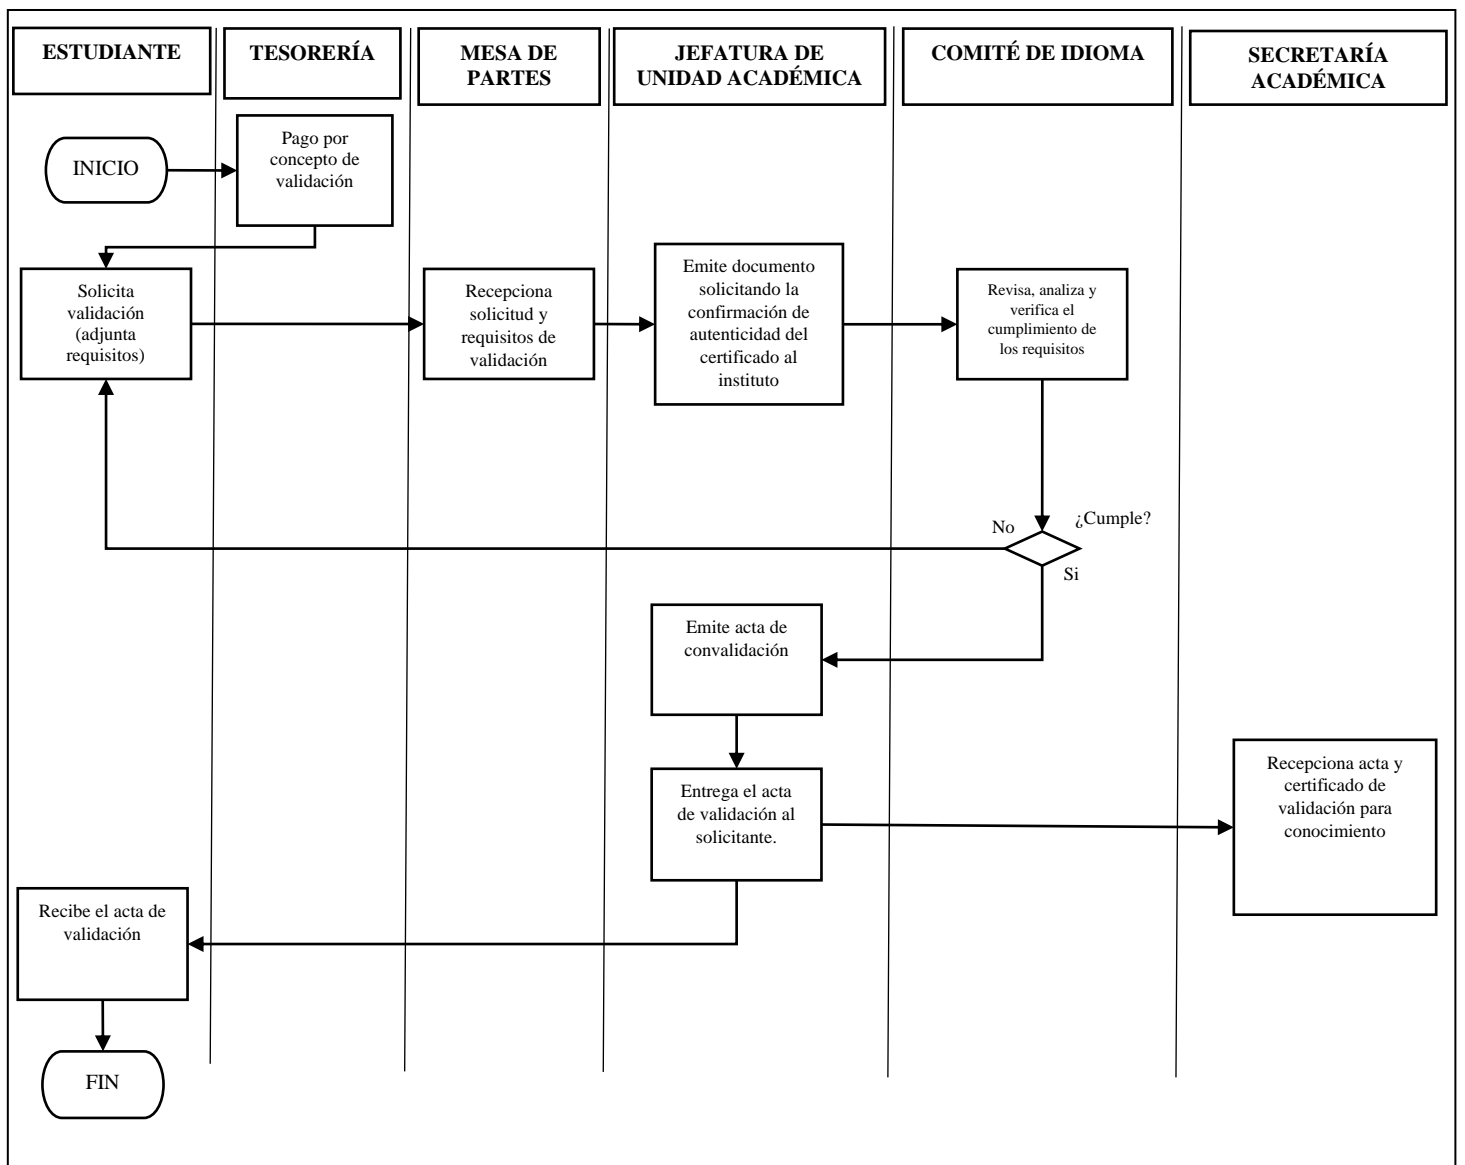 ESTUDIANTE
TESORERÍA
MESA DE
PARTES
JEFATURA DE
UNIDAD ACADÉMICA
COMITÉ DE IDIOMA
SECRETARÍA
ACADÉMICA
INICIO
Pago por
concepto de
validación
Solicita
validación
(adjunta
requisitos)
Recepciona
solicitud y
requisitos de
validación
Emite documento
solicitando la
confirmación de
autenticidad del
certificado al
instituto
Revisa, analiza y
verifica el
cumplimiento de
los requisitos
¿Cumple?
No
Si
Emite acta de
convalidación
Entrega el acta
de validación al
solicitante.
Recepciona acta y
certificado de
validación para
conocimiento
Recibe el acta de
validación
FIN